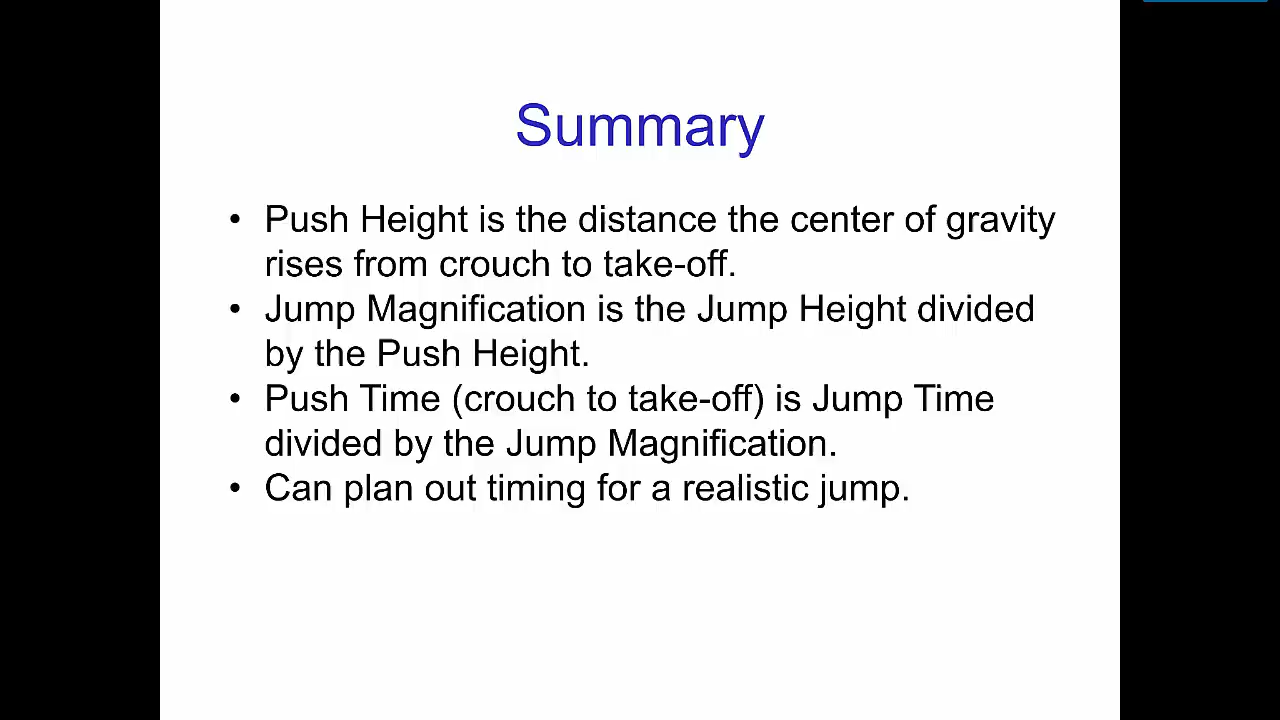 Summary
• Push Height is the distance the center of gravity
rises from crouch to take-off.
• Jump Magnification is the Jump Height divided
by the Push Height.
• Push Time (crouch to take-off) is Jump Time
divided by the Jump Magnification.
• Can plan out timing for a realistic jump.